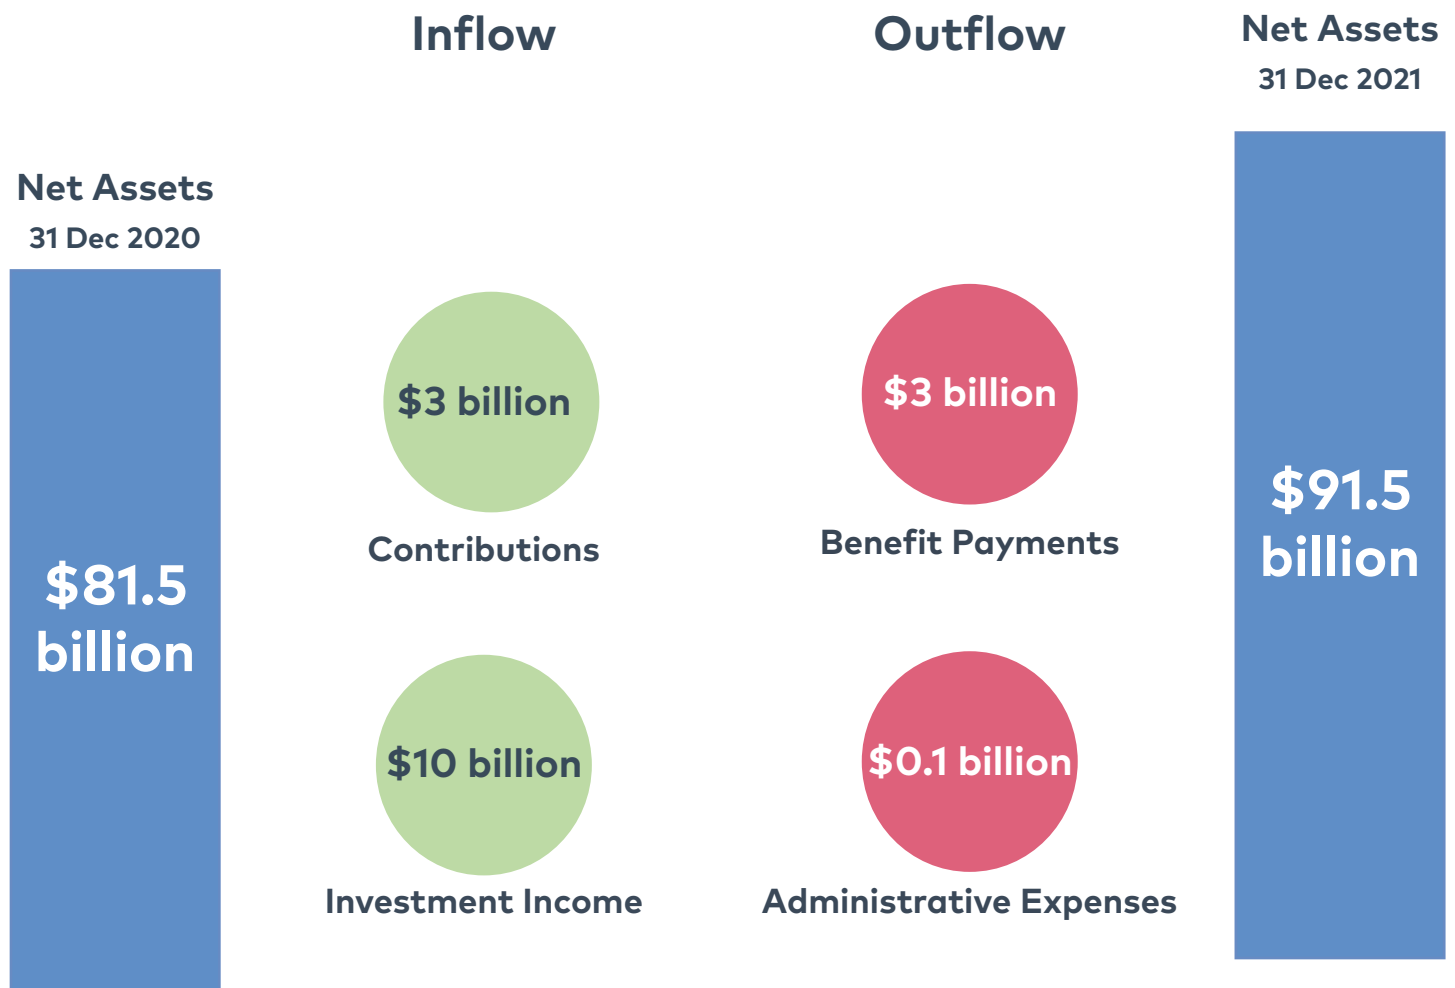 Net Assets
31 Dec 2020
$81.5
billion
Inflow
$3 billion
Contributions
$10 billion
Investment Income
Outflow
$3 billion
Benefit Payments
$0.1 billion
Administrative Expenses
Net Assets
31 Dec 2021
$91.5
billion